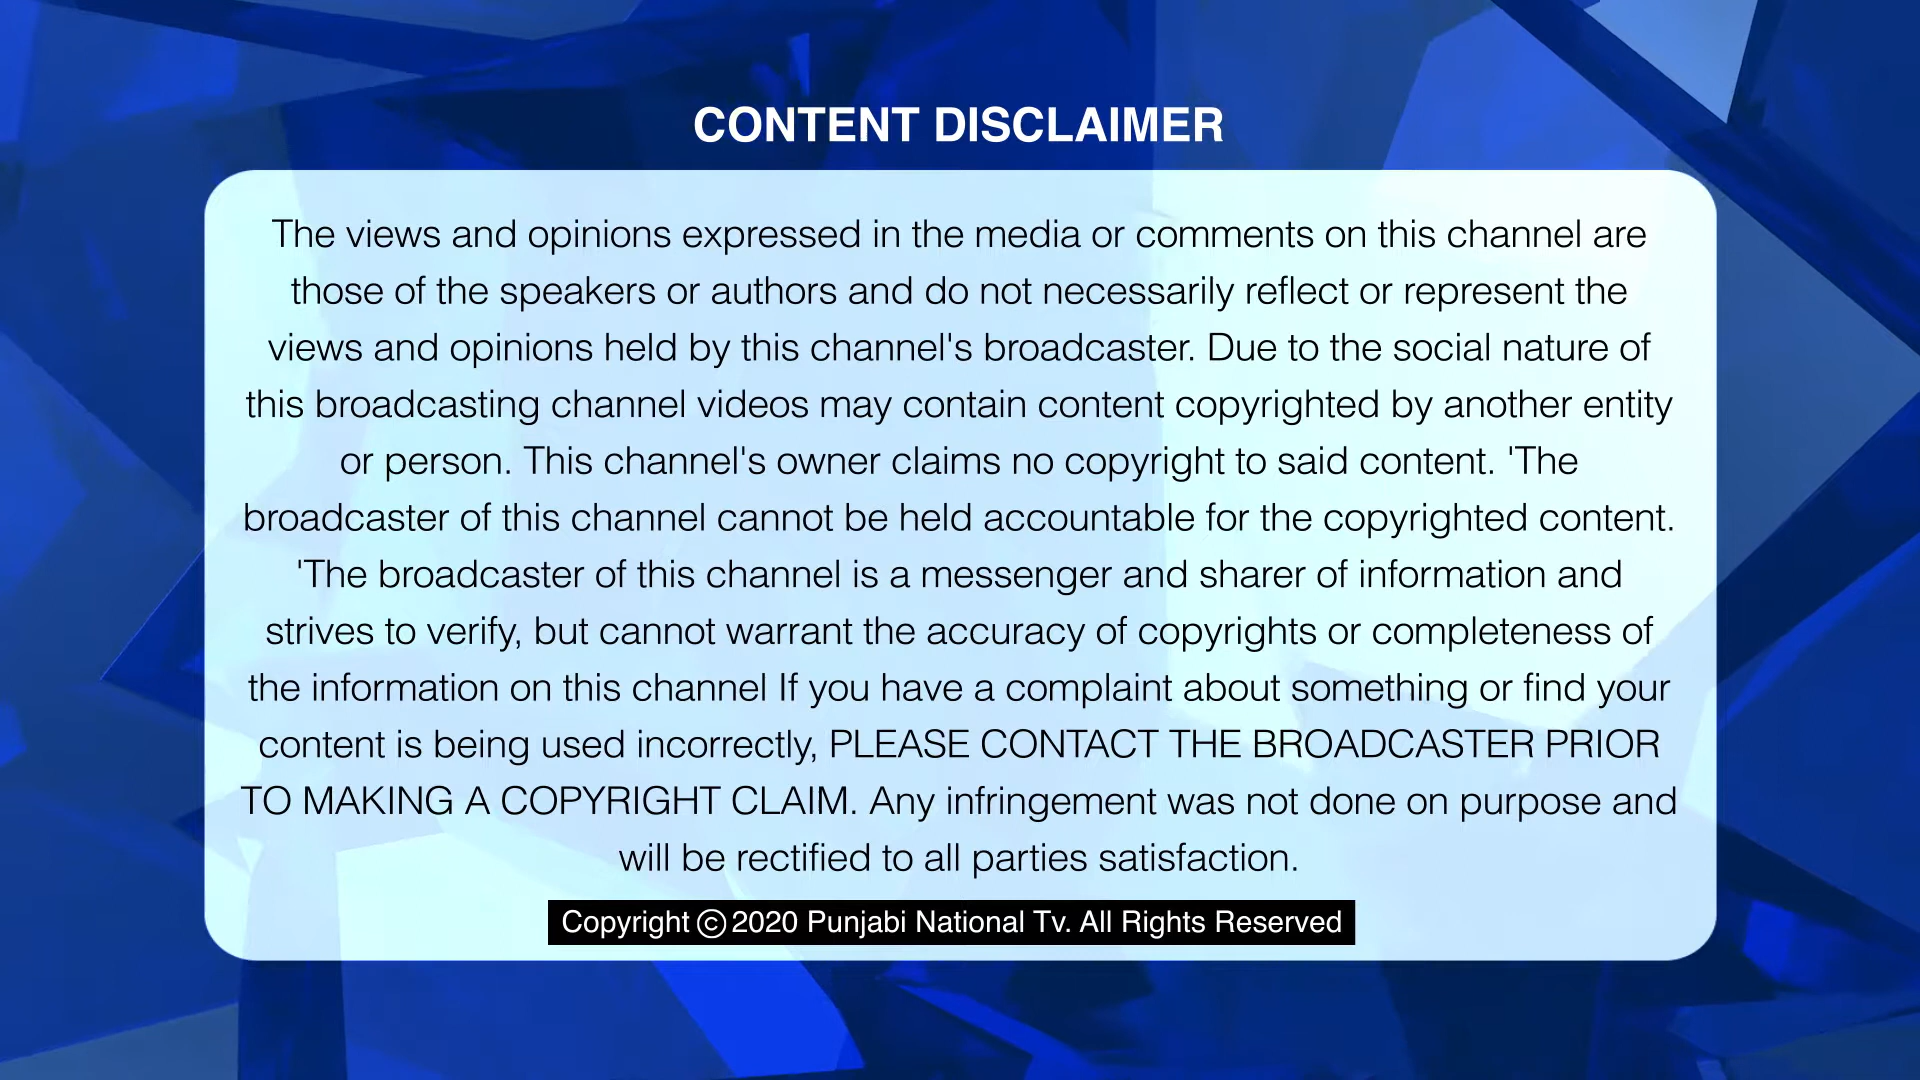 CONTENT DISCLAIMER
The views and opinions expressed in the media or comments on this channel are
those of the speakers or authors and do not necessarily reflect or represent the
views and opinions held by this channel's broadcaster. Due to the social nature of
this broadcasting channel videos may contain content copyrighted by another entity
or person. This channel's owner claims no copyright to said content. 'The
broadcaster of this channel cannot be held accountable for the copyrighted content.
'The broadcaster of this channel is a messenger and sharer of information and
strives to verify, but cannot warrant the accuracy of copyrights or completeness of
the information on this channel If you have a complaint about something or find your
content is being used incorrectly, PLEASE CONTACT THE BROADCASTER PRIOR
TO MAKING A COPYRIGHT CLAIM. Any infringement was not done on purpose and
will be rectified to all parties satisfaction.
Copyright © 2020 Punjabi National Tv. All Rights Reserved